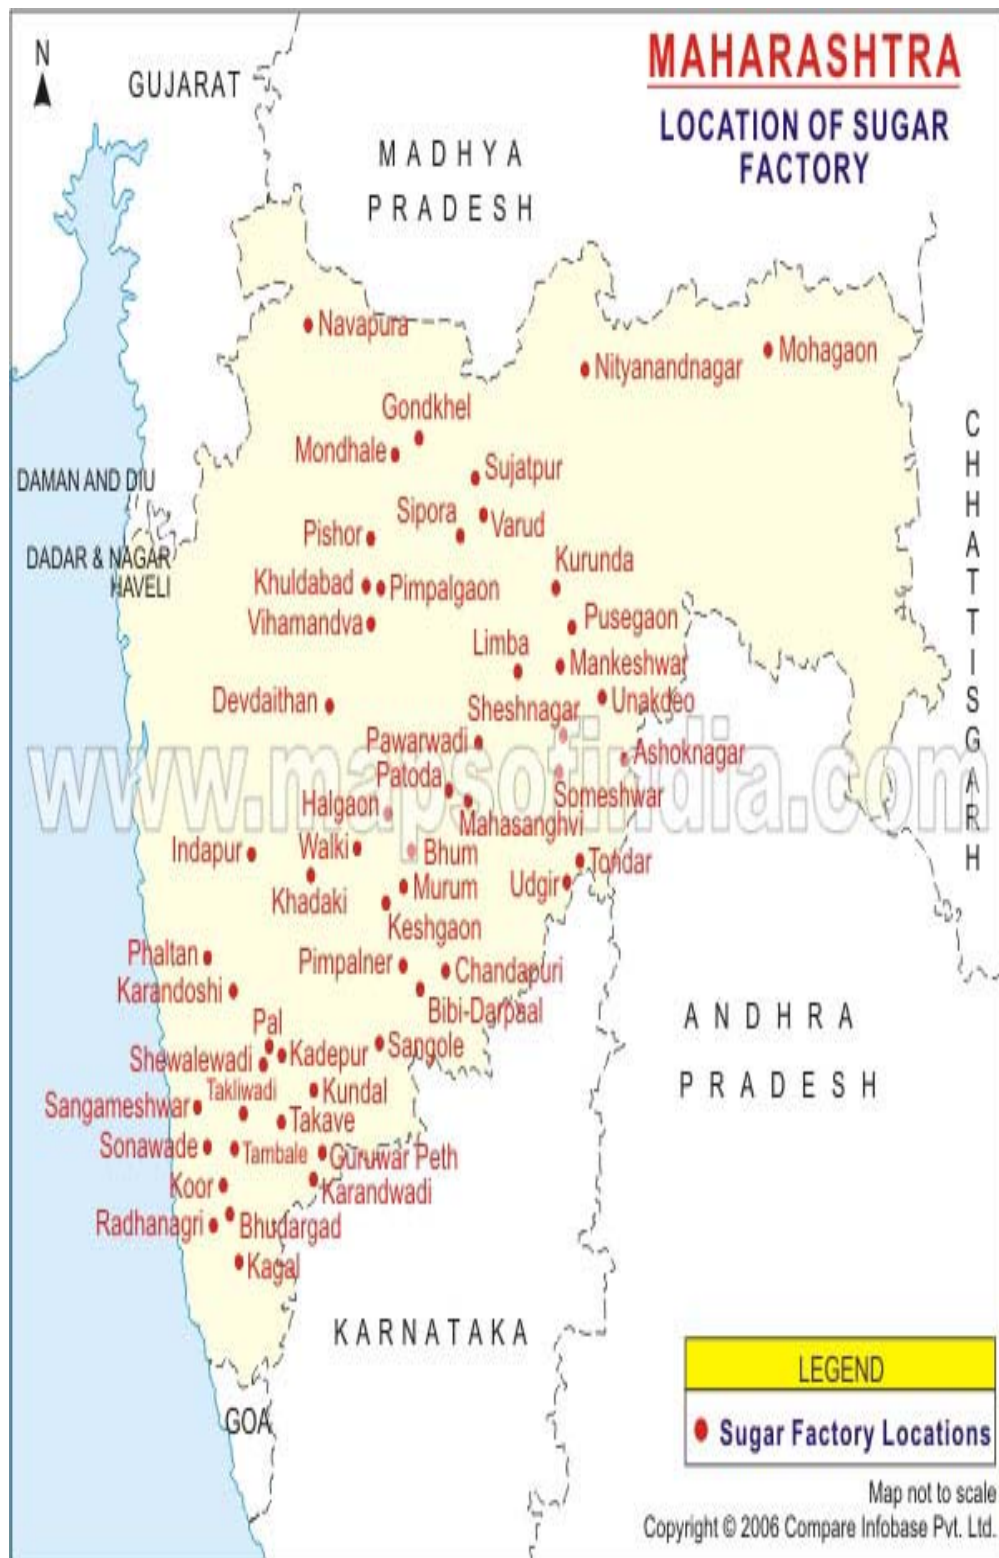 MAHARASHTRA
LOCATION OF SUGAR
FACTORY
N
GUJARAT
MADHYA
PRADESH
Navapura
Mohagaon
Nityanandnagar
Gondkhel
Mondhale
Sujatpur
DAMAN AND DIU
Sipora
Varud
Pishor
DADAR & NAGAR
HAVELI
Kurunda
Khuldabad
Pimpalgaon
Vihamandva
Pusegaon
Limba
Mankeshwar
CHHATTISGARH
Devdaithan
Unakdeo
Sheshnagar
Pawarwadi
Ashoknagar
www.mapsofindia.com
Patoda
Someshwar
Halgaon
Mahasanghvi
Indapur
Walki
Bhum
Tondar
Khadaki
Murum
Udgir
Keshgaon
Phaltan
Pimpalner
Chandapuri
Karandoshi
Bibi-Darpaal
ANDHRA
PRADESH
Pal
Shewalewadi
Kadepur
Sangole
Takliwadi
Kundal
Sangameshwar
Takave
Sonawade
Tambale
Guruwar Peth
Koor
Karandwadi
Radhanagri
Bhudargad
Kagal
KARNATAKA
GOA
LEGEND
Sugar Factory Locations
Map not to scale
Copyright © 2006 Compare Infobase Pvt. Ltd.